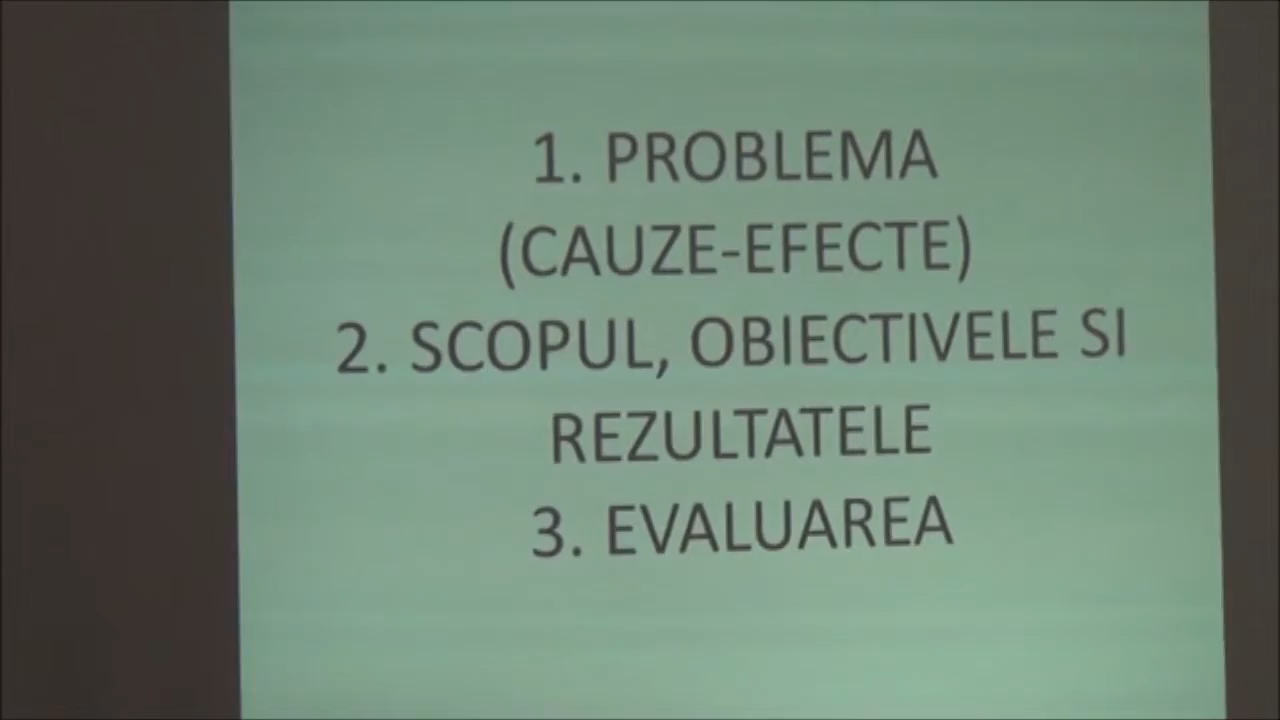 1. PROBLEMA
(CAUZE-EFECTE)
2. SCOPUL, OBIECTIVELE SI
REZULTATELE
3. EVALUAREA